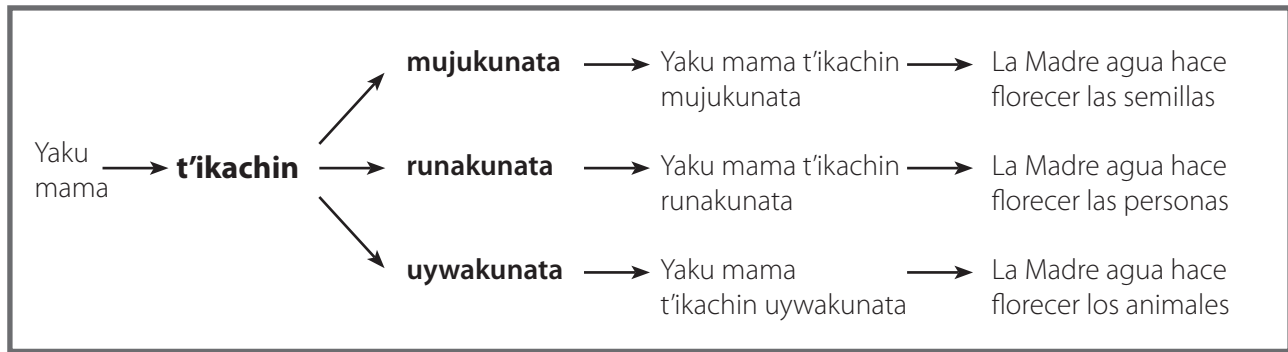 Yaku
mama
t’ikachin
mujukunata
Yaku mama t’ikachin
mujukunata
La Madre agua hace
florecer las semillas
runakunata
Yaku mama t’ikachin
runakunata
La Madre agua hace
florecer las personas
uywakunata
Yaku mama
t’ikachin uywakunata
La Madre agua hace
florecer los animales